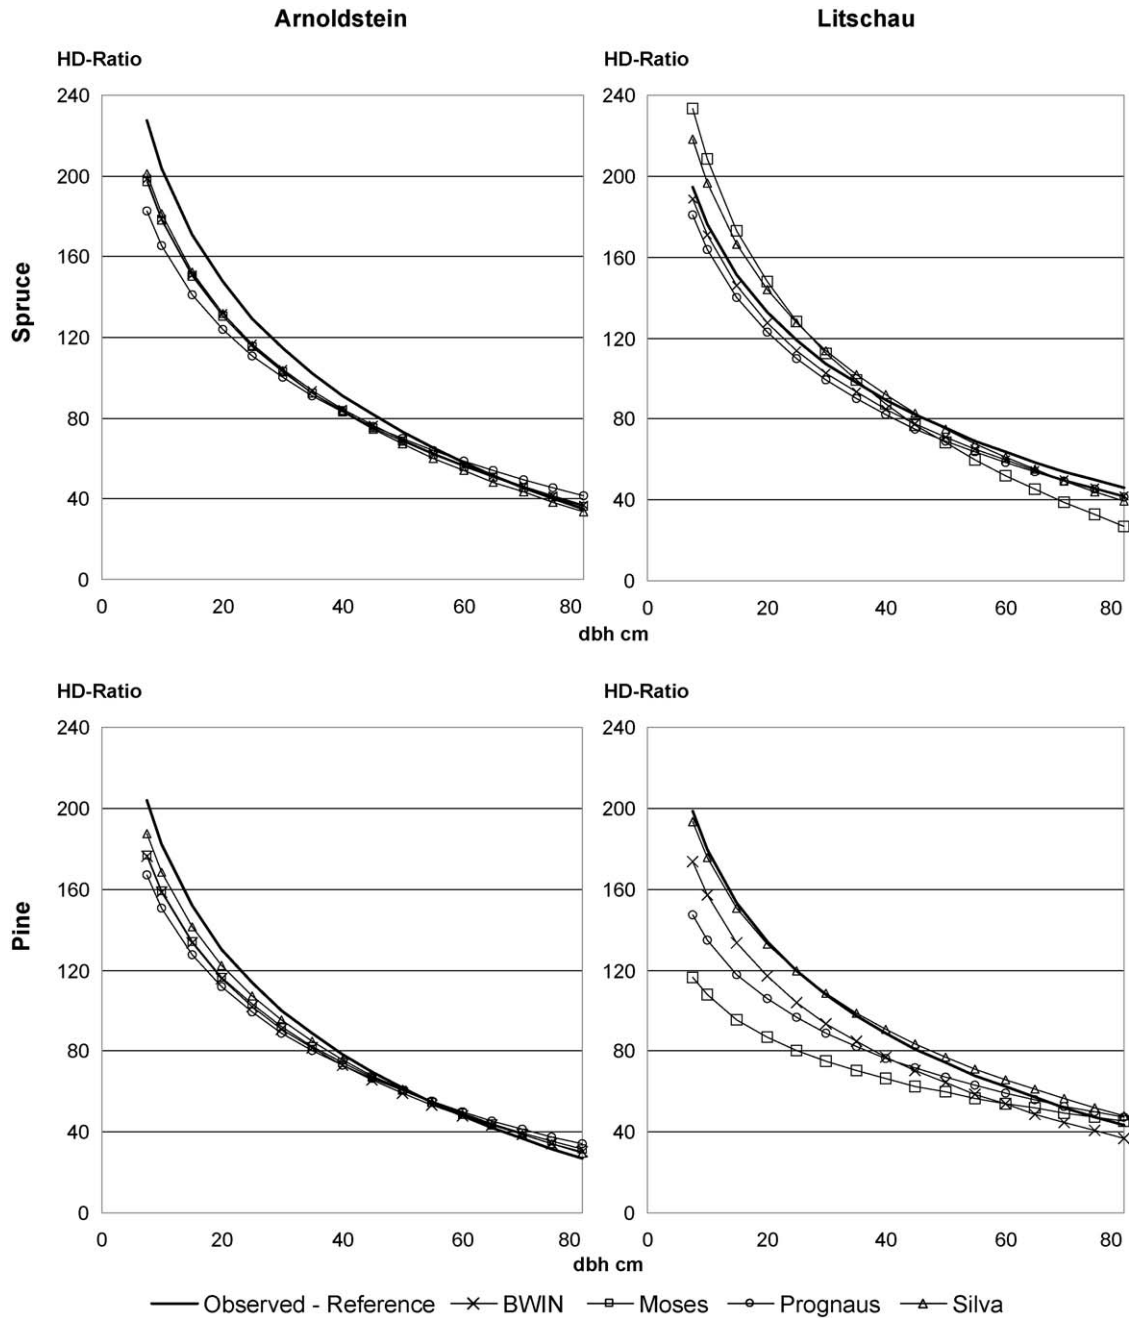 Arnoldstein Litschau
HD-Ratio HD-Ratio
240 240
200 200
160 160
120 120
80 80
40 40
0 0
0 20 40 60 80 0 20 40 60 80
dbh cm
Spruce
HD-Ratio HD-Ratio
240 240
200 200
160 160
120 120
80 80
40 40
0 0
0 20 40 60 80 0 20 40 60 80
dbh cm
Pine
Observed - Reference BWIN Moses Prognaus Silva